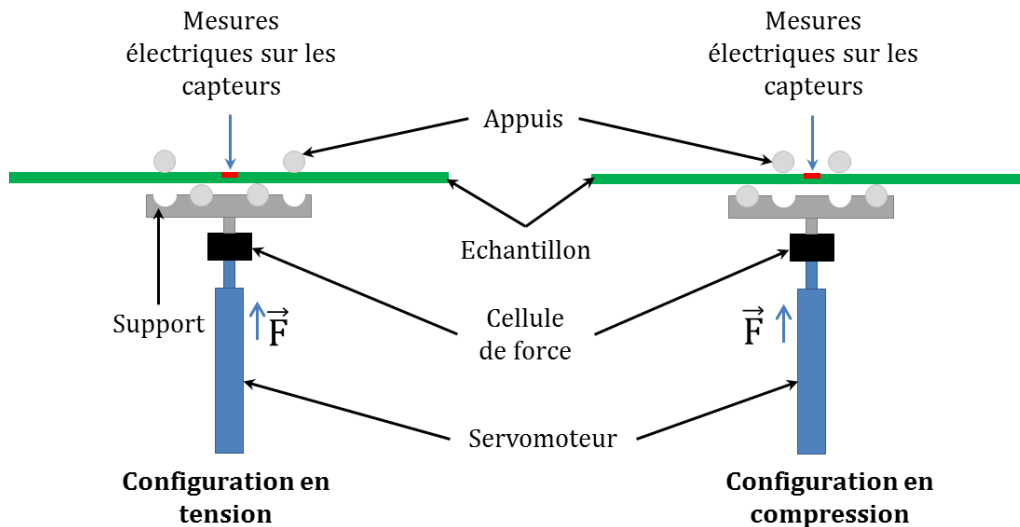 Mesures
électriques sur les
capteurs
Mesures
électriques sur les
capteurs
Appuis
Echantillon
Support
F
Cellule
de force
F
Servomoteur
Configuration en
tension
Configuration en
compression